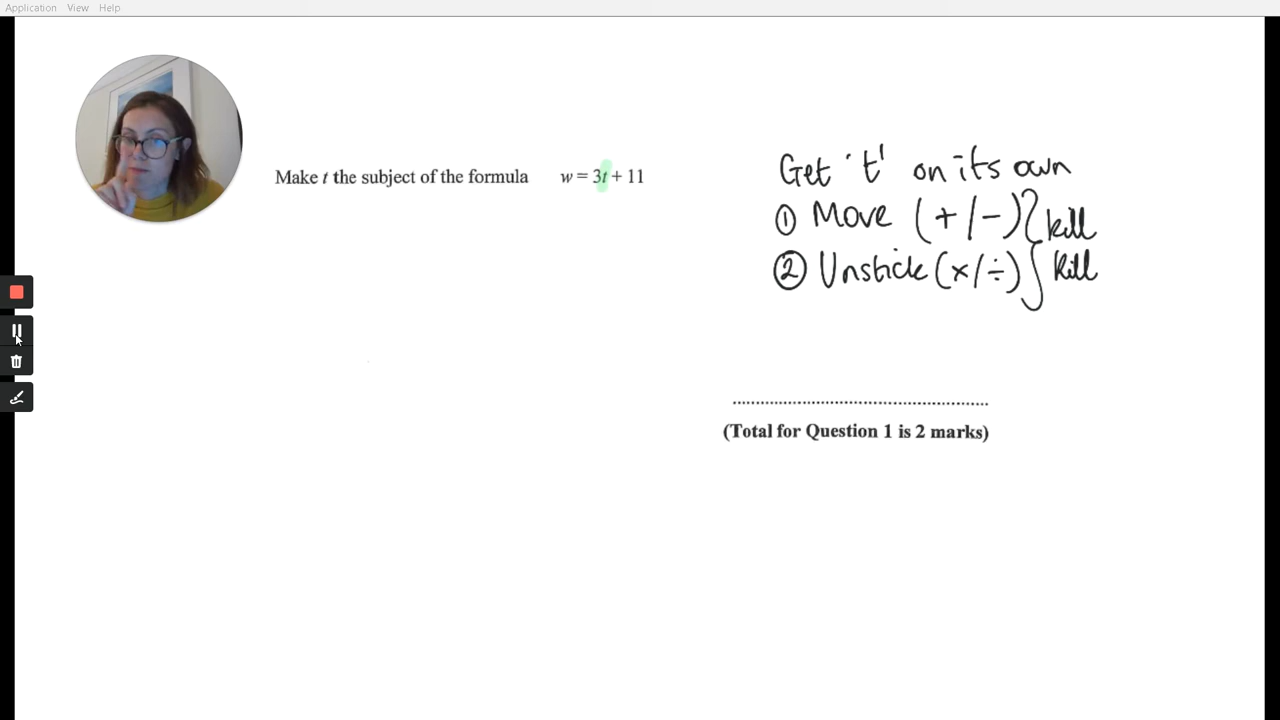 Application View Help
Make t the subject of the formula w = 3t + 11
Get 't' on its own
① Move (+/-) } kill
② Unstick (×/÷) } kill
(Total for Question 1 is 2 marks)